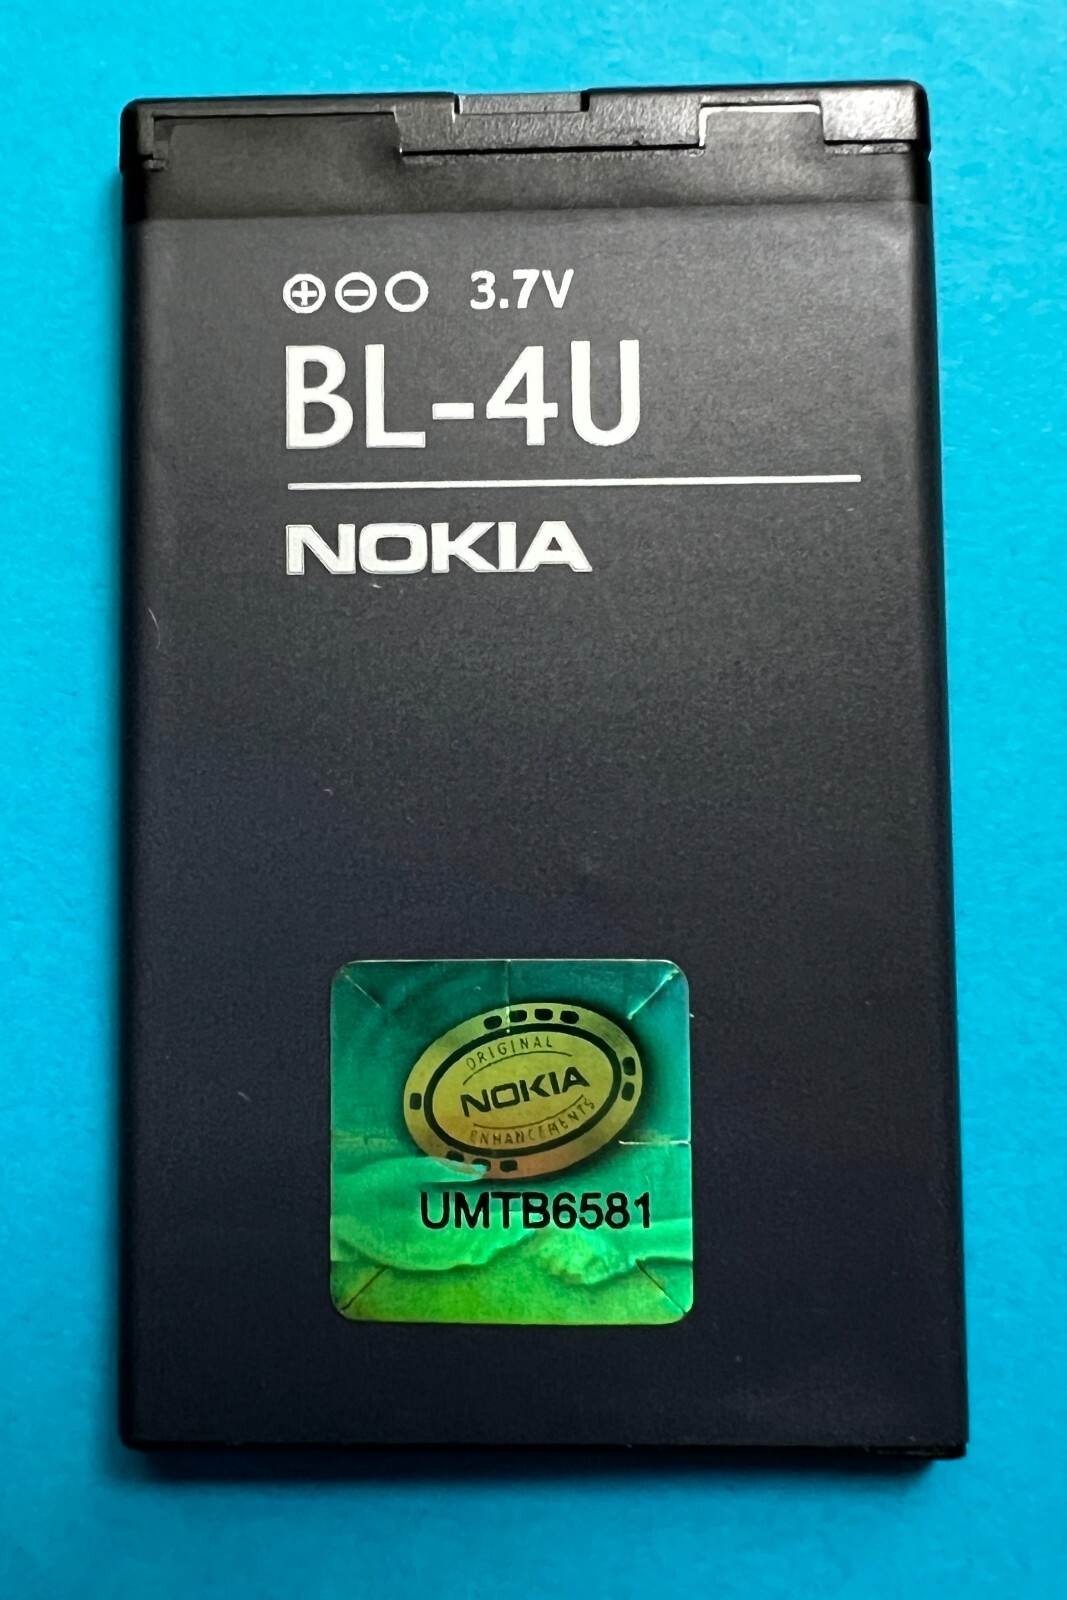 ⊕⊖○ 3.7V
BL-4U
NOKIA
ORIGINAL
NOKIA
ENHANCEMENTS
UMTB6581